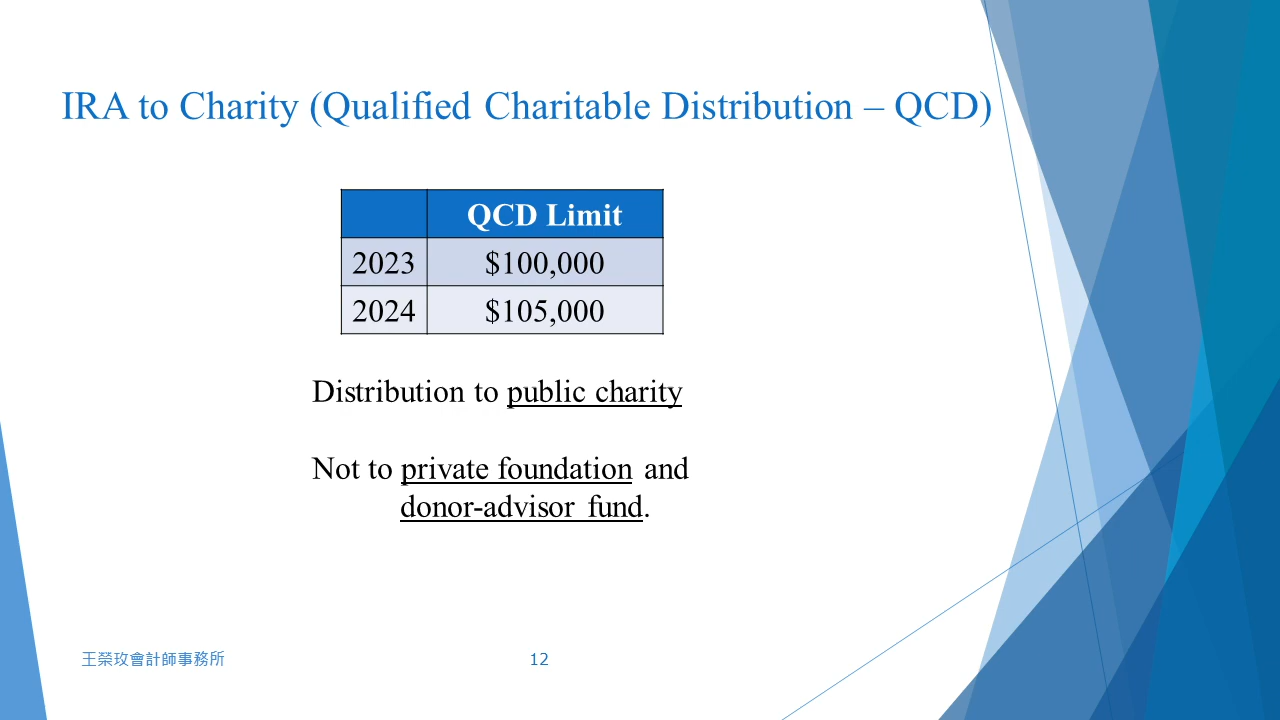 IRA to Charity (Qualified Charitable Distribution – QCD)
QCD Limit
2023 $100,000
2024 $105,000
Distribution to public charity
Not to private foundation and
donor-advisor fund.
王榮玫會計師事務所
12